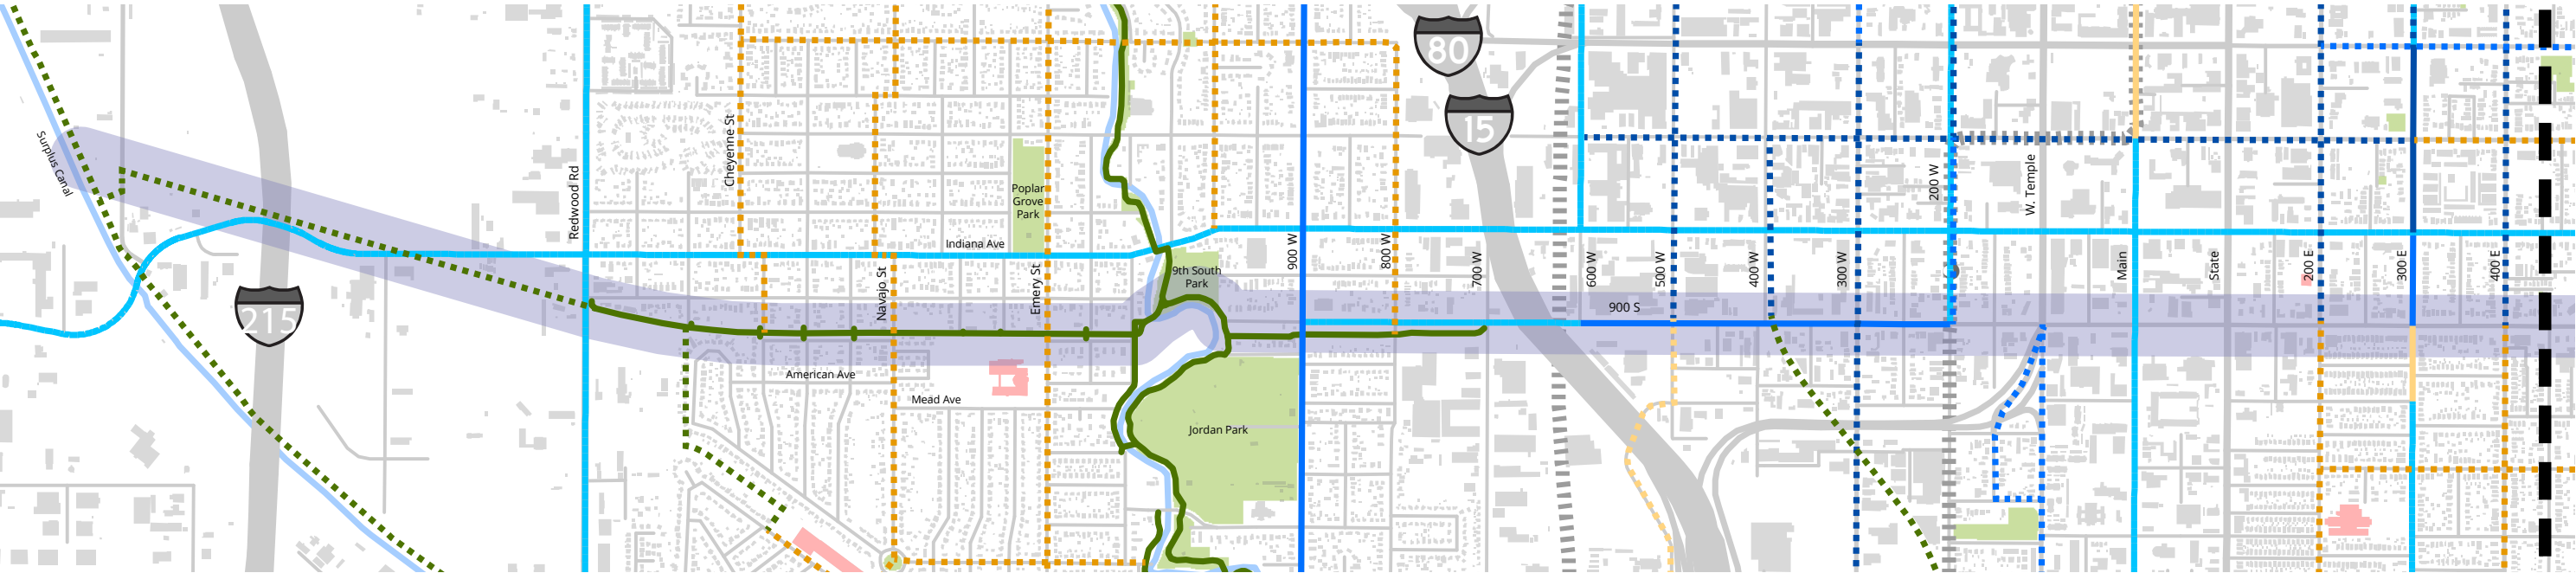 80
15
Surplus Canal
Cheyenne St
Redwood Rd
Poplar
Grove
Park
200 W
W. Temple
Indiana Ave
900 W
800 W
700 W
600 W
500 W
400 W
300 W
Main
State
200 E
300 E
400 E
9th South
Park
Navajo St
Emery St
215
900 S
American Ave
Mead Ave
Jordan Park